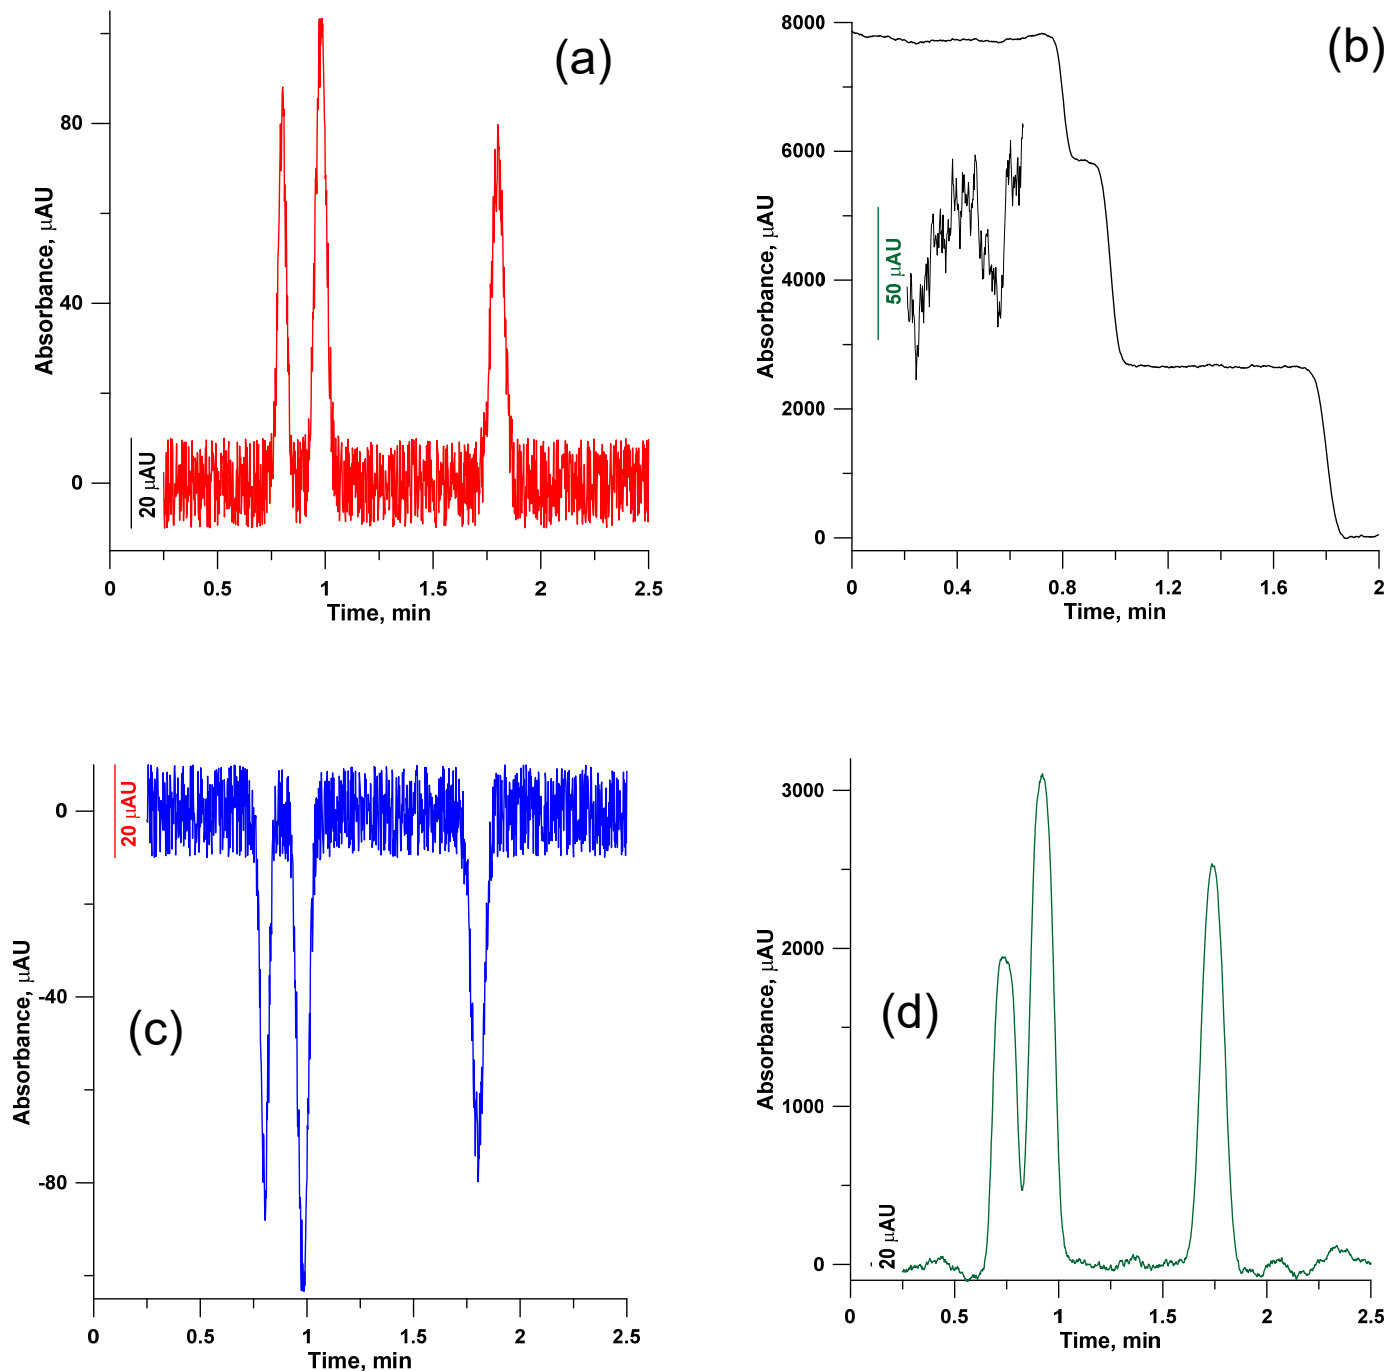 (a)
80
40
0
Absorbance, μAU
20 μAU
0 0.5 1 1.5 2 2.5
Time, min
(b)
8000
6000
4000
2000
0
Absorbance, μAU
50 μAU
0 0.4 0.8 1.2 1.6 2
Time, min
(c)
0
-40
-80
Absorbance, μAU
20 μAU
0 0.5 1 1.5 2 2.5
Time, min
(d)
3000
2000
1000
0
Absorbance, μAU
20 μAU
0 0.5 1 1.5 2 2.5
Time, min